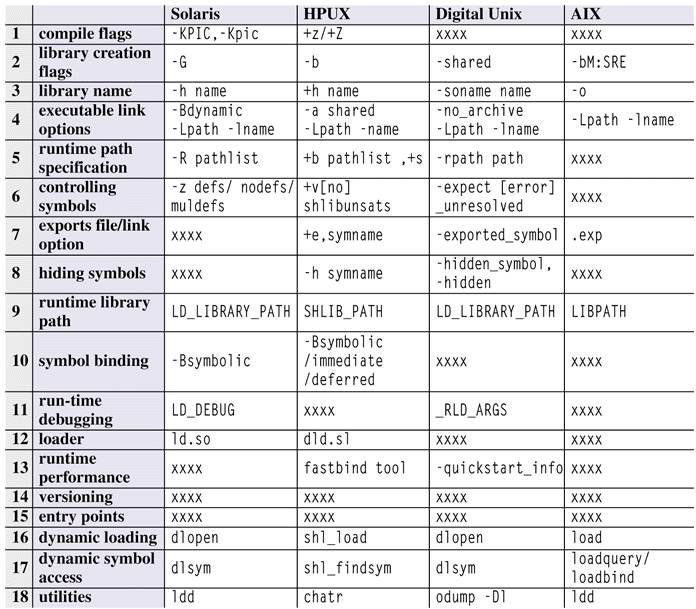 Solaris HPUX Digital Unix AIX
1 compile flags -KPIC,-Kpic +z/+Z xxxx xxxx
2 library creation flags -G -b -shared -bM:SRE
3 library name -h name +h name -soname name -o
4 executable link options -Bdynamic -Lpath -lname -a shared -Lpath -name -no_archive -Lpath -lname -Lpath -lname
5 runtime path specification -R pathlist +b pathlist ,+s -rpath path xxxx
6 controlling symbols -z defs/ nodefs/ muldefs +v[no] shlibunsats -expect [error] _unresolved xxxx
7 exports file/link option xxxx +e,symname -exported_symbol .exp
8 hiding symbols xxxx -h symname -hidden_symbol, -hidden xxxx
9 runtime library path LD_LIBRARY_PATH SHLIB_PATH LD_LIBRARY_PATH LIBPATH
10 symbol binding -Bsymbolic -Bsymbolic /immediate /deferred xxxx xxxx
11 run-time debugging LD_DEBUG xxxx _RLD_ARGS xxxx
12 loader ld.so dld.sl xxxx xxxx
13 runtime performance xxxx fastbind tool -quickstart_info xxxx
14 versioning xxxx xxxx xxxx xxxx
15 entry points xxxx xxxx xxxx xxxx
16 dynamic loading dlopen shl_load dlopen load
17 dynamic symbol access dlsym shl_findsym dlsym loadquery/ loadbind
18 utilities ldd chatr odump -Dl ldd